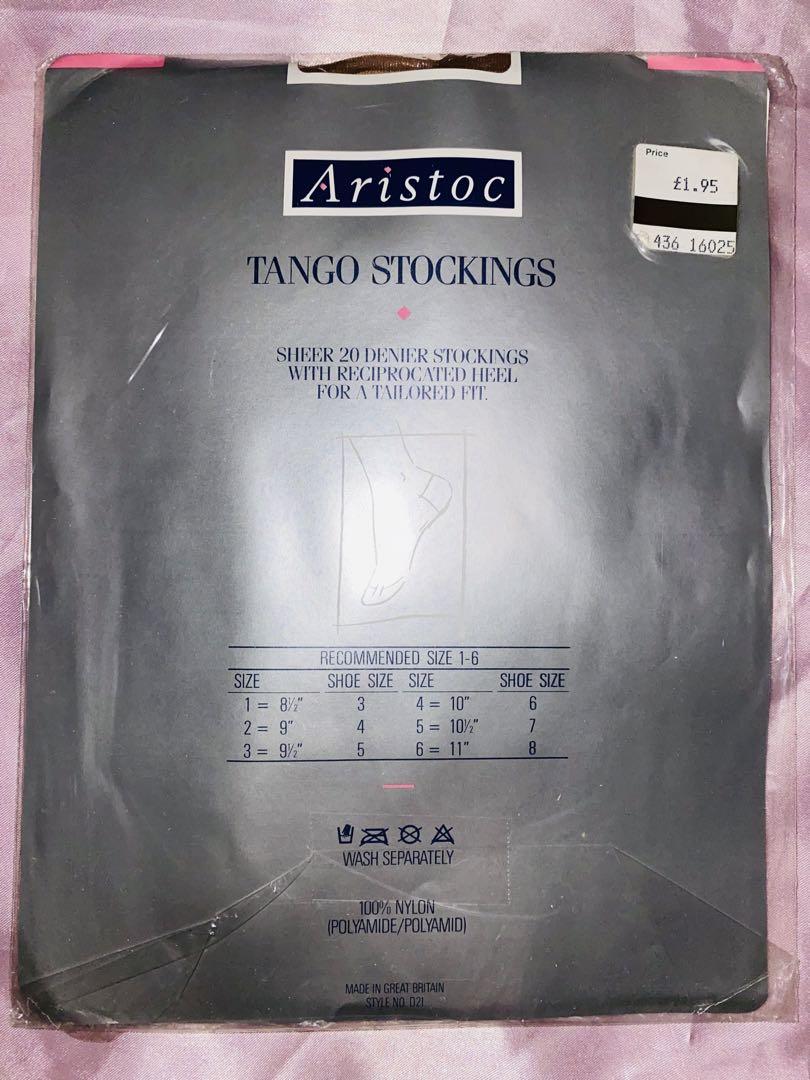 Aristoc
Price
£1.95
436 16025
TANGO STOCKINGS
SHEER 20 DENIER STOCKINGS
WITH RECIPROCATED HEEL
FOR A TAILORED FIT.
RECOMMENDED SIZE 1-6
SIZE SHOE SIZE SIZE SHOE SIZE
1 = 8½" 3 4 = 10" 6
2 = 9" 4 5 = 10½" 7
3 = 9½" 5 6 = 11" 8
WASH SEPARATELY
100% NYLON
(POLYAMIDE/POLYAMID)
MADE IN GREAT BRITAIN
STYLE NO. D21